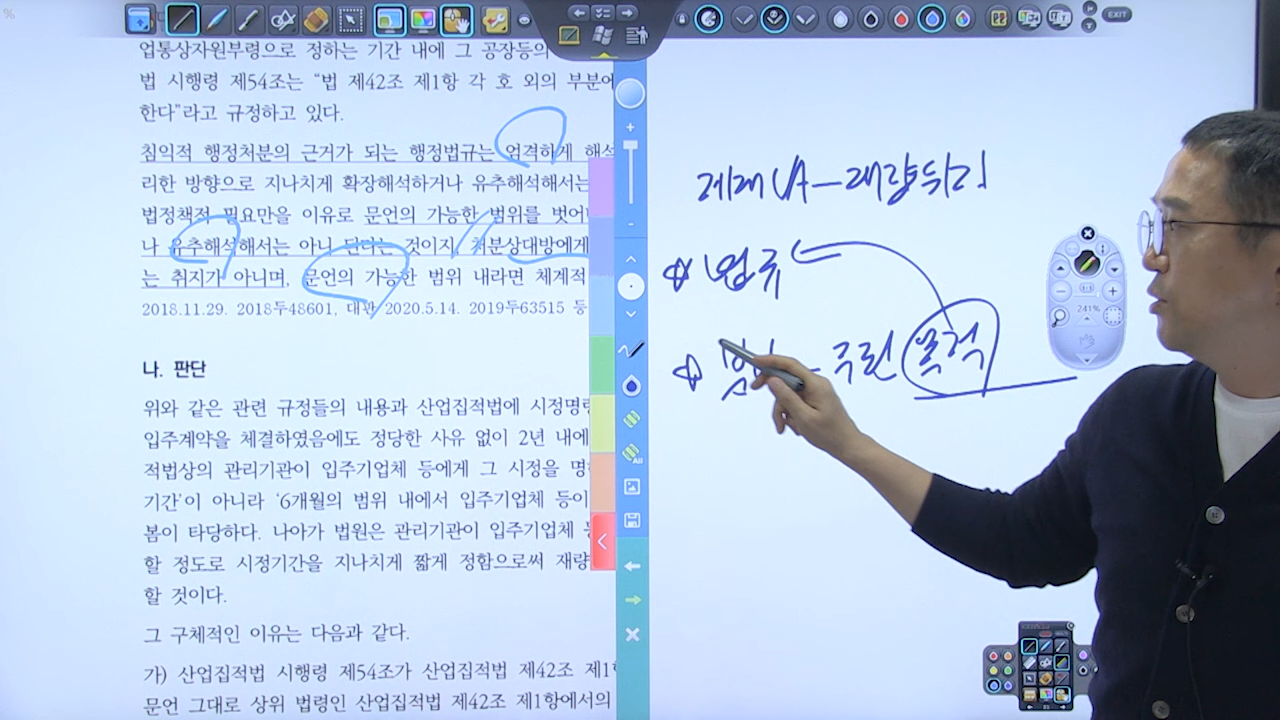 EXIT
업통상자원부령으로 정하는 기간 내에 그 공장등의
법 시행령 제54조는 “법 제42조 제1항 각 호 외의 부분에
한다”라고 규정하고 있다.
침익적 행정처분의 근거가 되는 행정법규는 엄격하게 해석
리한 방향으로 지나치게 확장해석하거나 유추해석해서는
법정책적 필요만을 이유로 문언의 가능한 범위를 벗어
나 유추해석해서는 아니 된다는 것이지 처분상대방에게
는 취지가 아니며, 문언의 가능한 범위 내라면 체계적
2018.11.29. 2018두48601, 대판 2020.5.14. 2019두63515 등
나. 판단
위와 같은 관련 규정들의 내용과 산업집적법에 시정명령
입주계약을 체결하였음에도 정당한 사유 없이 2년 내에
적법상의 관리기관이 입주기업체 등에게 그 시정을 명
기간’이 아니라 ‘6개월의 범위 내에서 입주기업체 등이
봄이 타당하다. 나아가 법원은 관리기관이 입주기업체
할 정도로 시정기간을 지나치게 짧게 정함으로써 재량
할 것이다.
그 구체적인 이유는 다음과 같다.
가) 산업집적법 시행령 제54조가 산업집적법 제42조 제1
문언 그대로 상위 법령인 산업집적법 제42조 제1항에서의
All
제재 VA – 재량행위
법규
주된 목적
241%